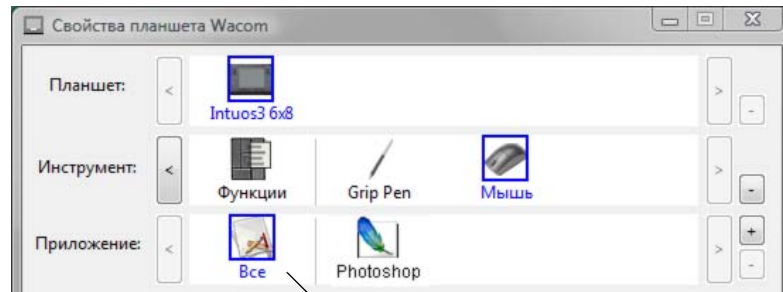 Свойства планшета Wacom
Планшет:
<
Intuos3 6x8
>
-
Инструмент:
<
Функции
Grip Pen
Мышь
>
-
Приложение:
<
Все
Photoshop
>
+
-